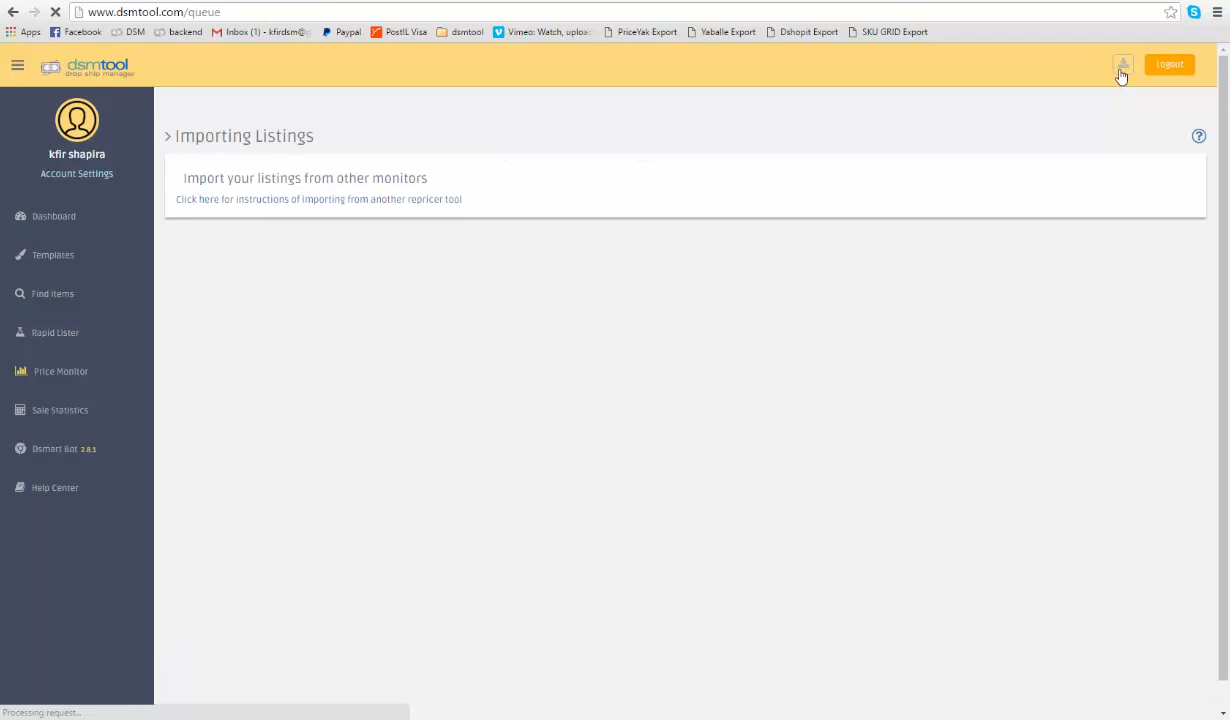 www.dsmtool.com/queue
Apps Facebook DSM backend Inbox (1) - kfirdsm@g Paypal PostIL Visa dsmtool Vimeo: Watch, uploa PriceYak Export Yaballe Export Dshopit Export SKU GRID Export
dsmtool
drop ship manager
Logout
kfir shapira
Account Settings
Dashboard
Templates
Find Items
Rapid Lister
Price Monitor
Sale Statistics
Dsmart Bot 2.8.1
Help Center
> Importing Listings
Import your listings from other monitors
Click here for instructions of importing from another repricer tool
Processing request...